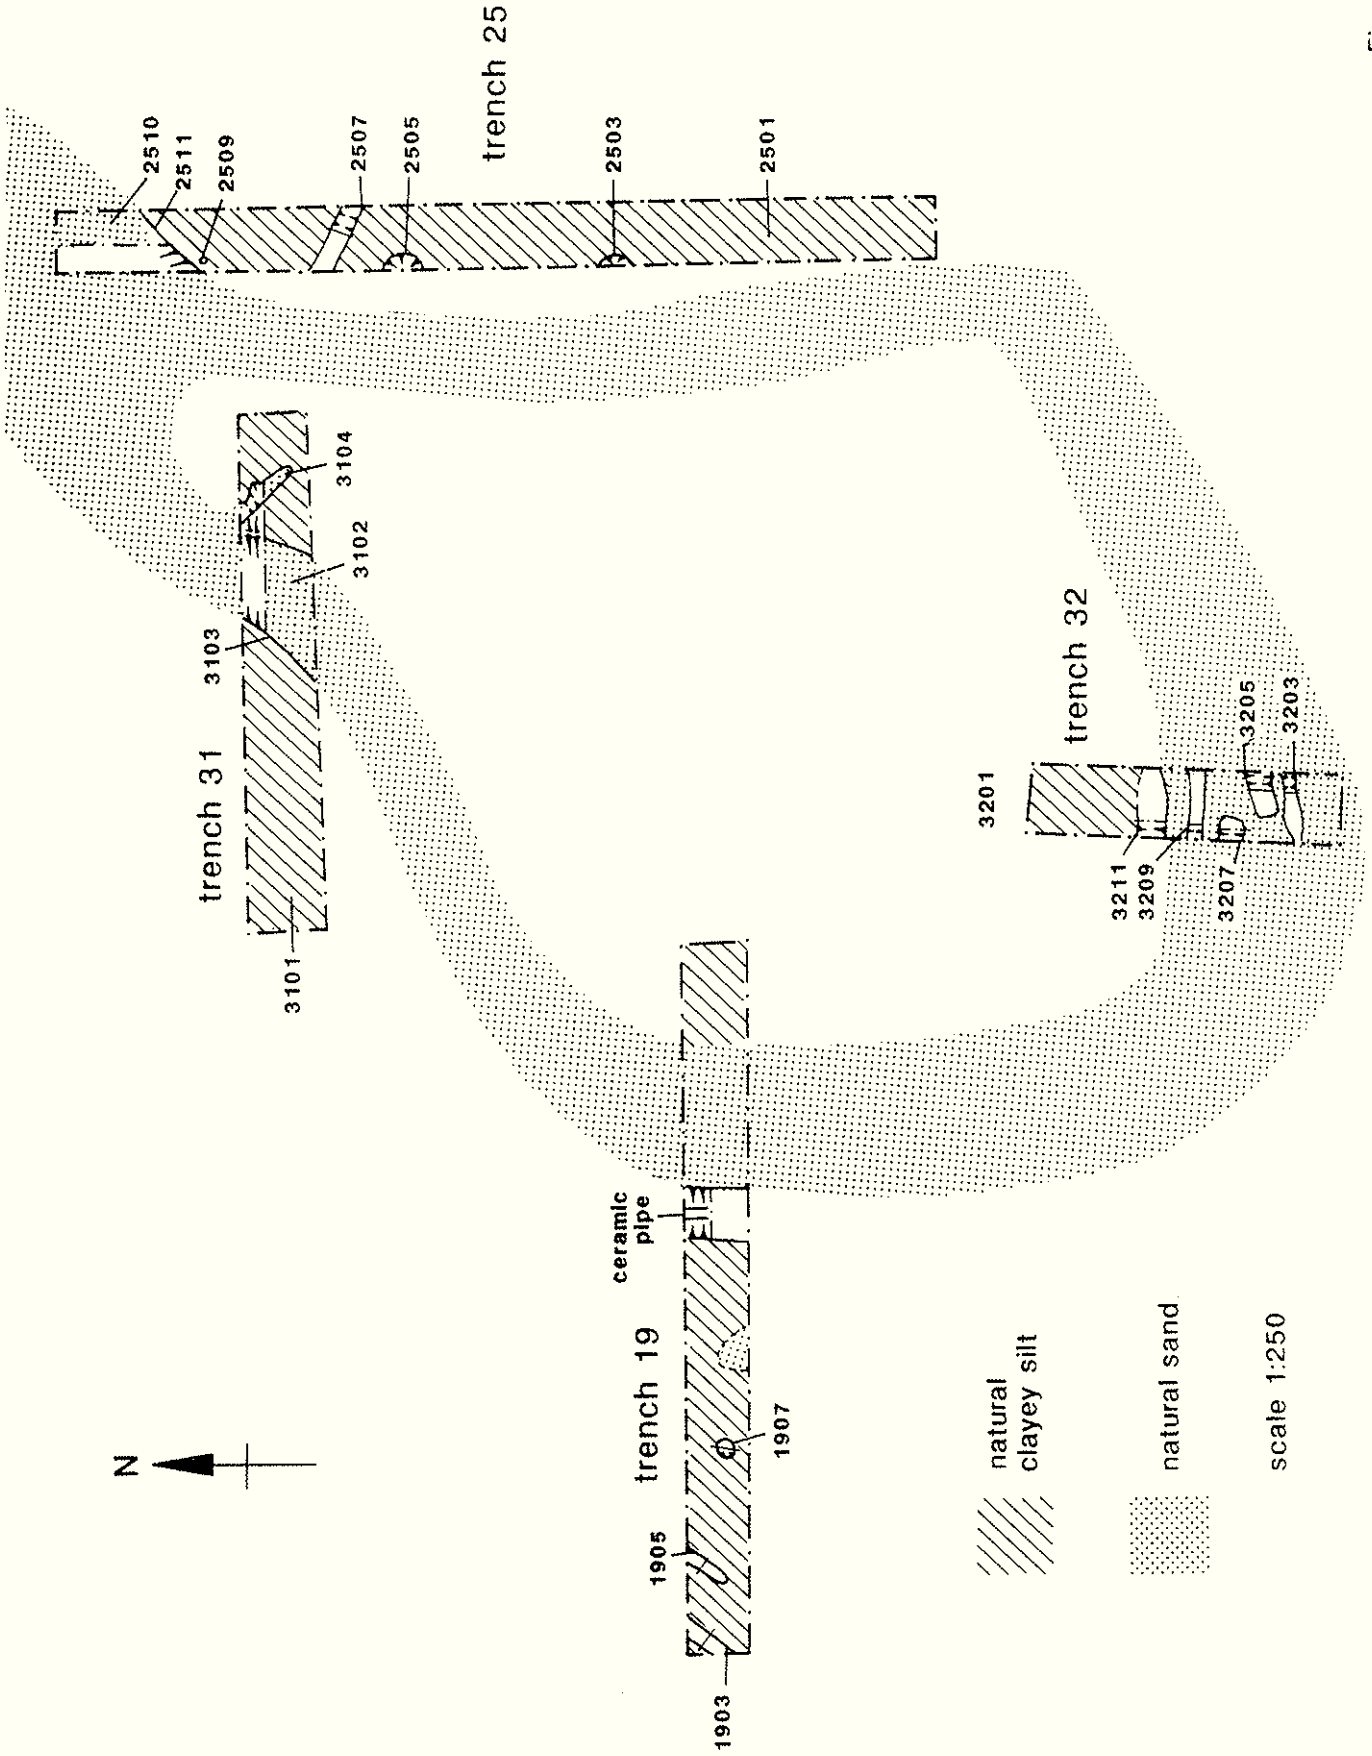 2510
2511
2509
2507
2505
2503
2501
trench 25
3104
3102
3103
trench 31
3101
trench 32
3201
3211
3209
3207
3205
3203
ceramic
pipe
trench 19
1907
1905
1903
N
natural
clayey silt
natural sand
scale 1:250